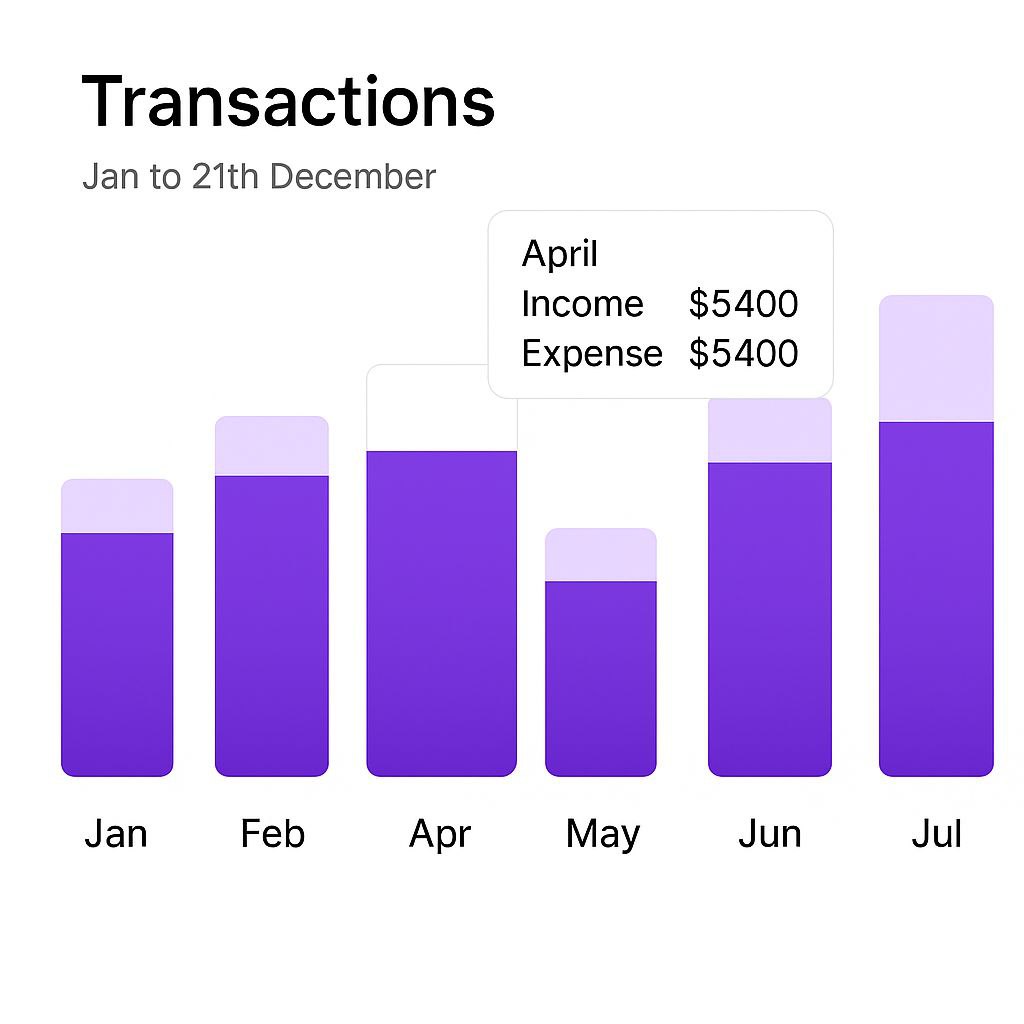 Transactions
Jan to 21th December
April
Income $5400
Expense $5400
Jan Feb Apr May Jun Jul